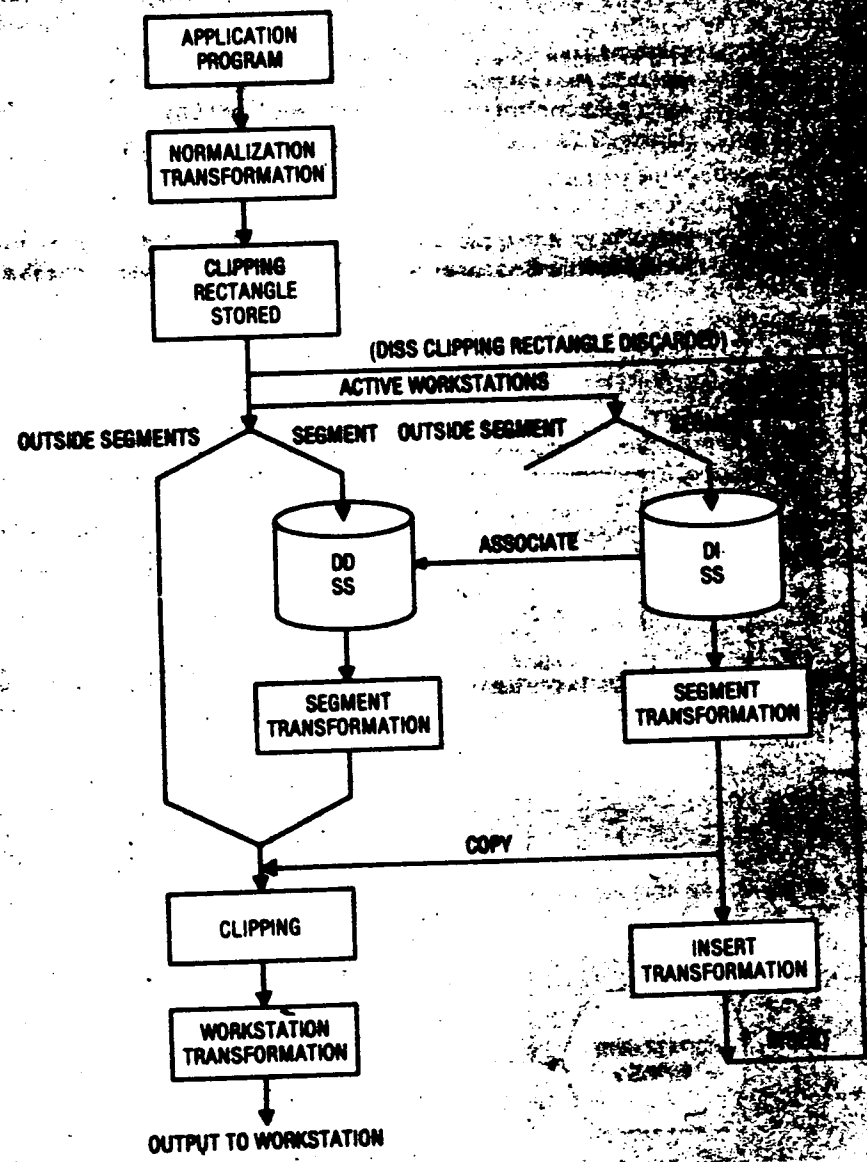 APPLICATION
PROGRAM
NORMALIZATION
TRANSFORMATION
CLIPPING
RECTANGLE
STORED
(DISS CLIPPING RECTANGLE DISCARDED)
ACTIVE WORKSTATIONS
OUTSIDE SEGMENTS
SEGMENT
OUTSIDE SEGMENT
DD
SS
ASSOCIATE
DI
SS
SEGMENT
TRANSFORMATION
SEGMENT
TRANSFORMATION
COPY
CLIPPING
INSERT
TRANSFORMATION
INSERT
WORKSTATION
TRANSFORMATION
OUTPUT TO WORKSTATION